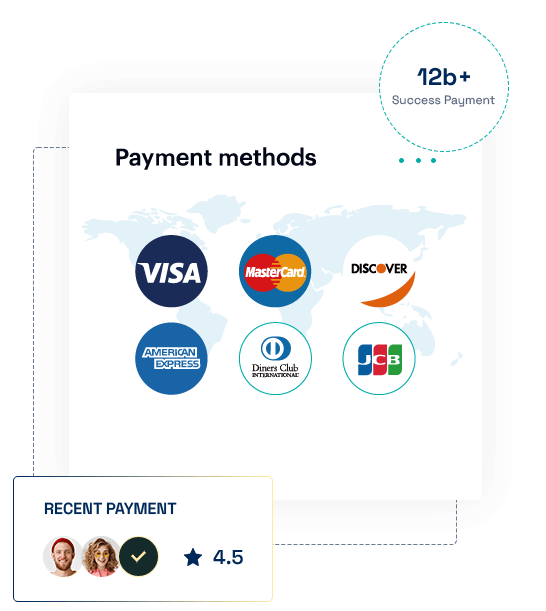 12b+
Success Payment
Payment methods
VISA
MasterCard
DISCOVER
AMERICAN
EXPRESS
Diners Club
INTERNATIONAL
JCB
RECENT PAYMENT
4.5